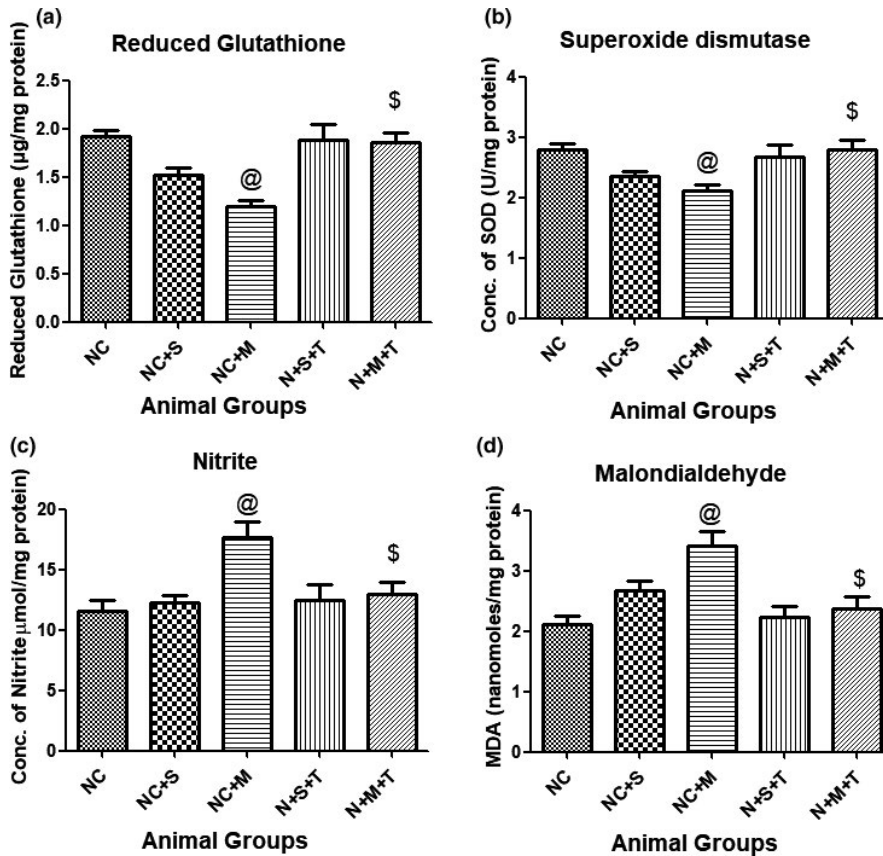 (a)
Reduced Glutathione
Reduced Glutathione (µg/mg protein)
2.5
2.0
1.5
1.0
0.5
0.0
@
$
NC
NC+S
NC+M
N+S+T
N+M+T
Animal Groups
(b)
Superoxide dismutase
Conc. of SOD (U/mg protein)
4
3
2
1
0
@
$
NC
NC+S
NC+M
N+S+T
N+M+T
Animal Groups
(c)
Nitrite
Conc. of Nitriteµmol/mg protein)
20
15
10
5
0
@
$
NC
NC+S
NC+M
N+S+T
N+M+T
Animal Groups
(d)
Malondialdehyde
MDA (nanomoles/mg protein)
4
3
2
1
0
@
$
NC
NC+S
NC+M
N+S+T
N+M+T
Animal Groups